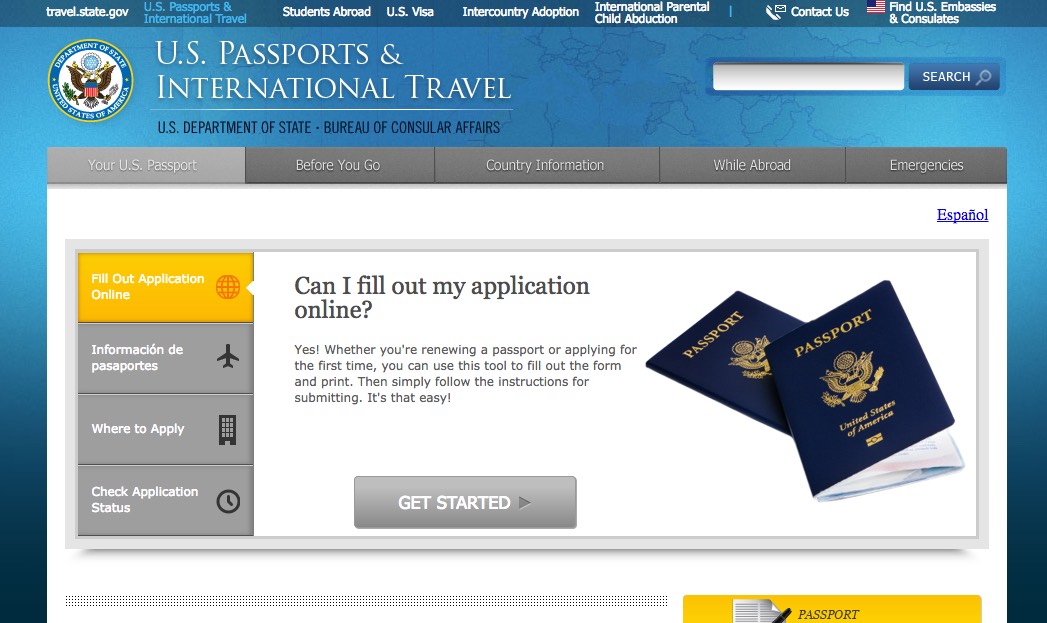 travel.state.gov
U.S. Passports &
International Travel
Students Abroad
U.S. Visa
Intercountry Adoption
International Parental
Child Abduction
|
Contact Us
Find U.S. Embassies
& Consulates
DEPARTMENT OF STATE
UNITED STATES OF AMERICA
U.S. PASSPORTS &
INTERNATIONAL TRAVEL
U.S. DEPARTMENT OF STATE · BUREAU OF CONSULAR AFFAIRS
SEARCH
Your U.S. Passport
Before You Go
Country Information
While Abroad
Emergencies
Español
Fill Out Application
Online
Información de
pasaportes
Where to Apply
Check Application
Status
Can I fill out my application
online?
Yes! Whether you're renewing a passport or applying for
the first time, you can use this tool to fill out the form
and print. Then simply follow the instructions for
submitting. It's that easy!
GET STARTED
PASSPORT
PASSPORT
United States
of America
PASSPORT